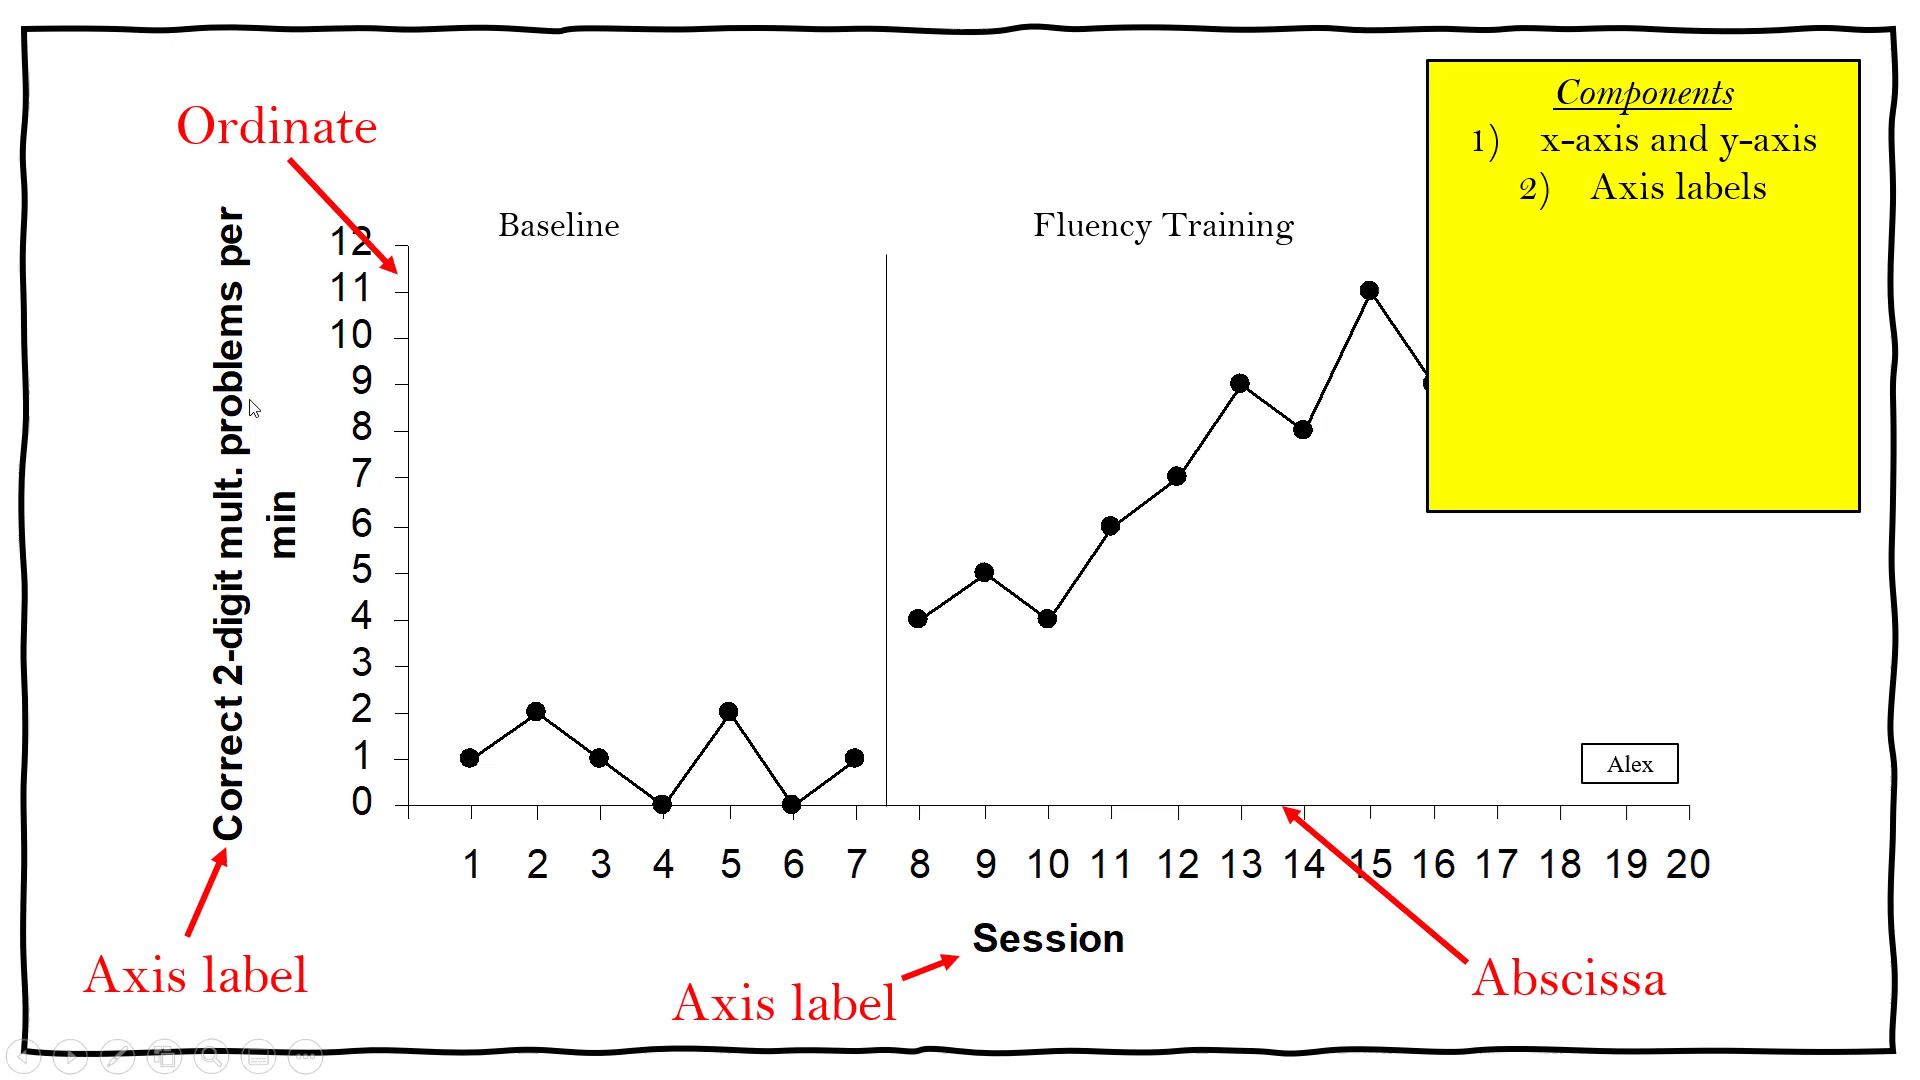 Components
1) x-axis and y-axis
2) Axis labels
Ordinate
Baseline
Fluency Training
Correct 2-digit mult. problems per
min
12
11
10
9
8
7
6
5
4
3
2
1
0
Alex
1 2 3 4 5 6 7 8 9 10 11 12 13 14 15 16 17 18 19 20
Session
Axis label
Axis label
Abscissa